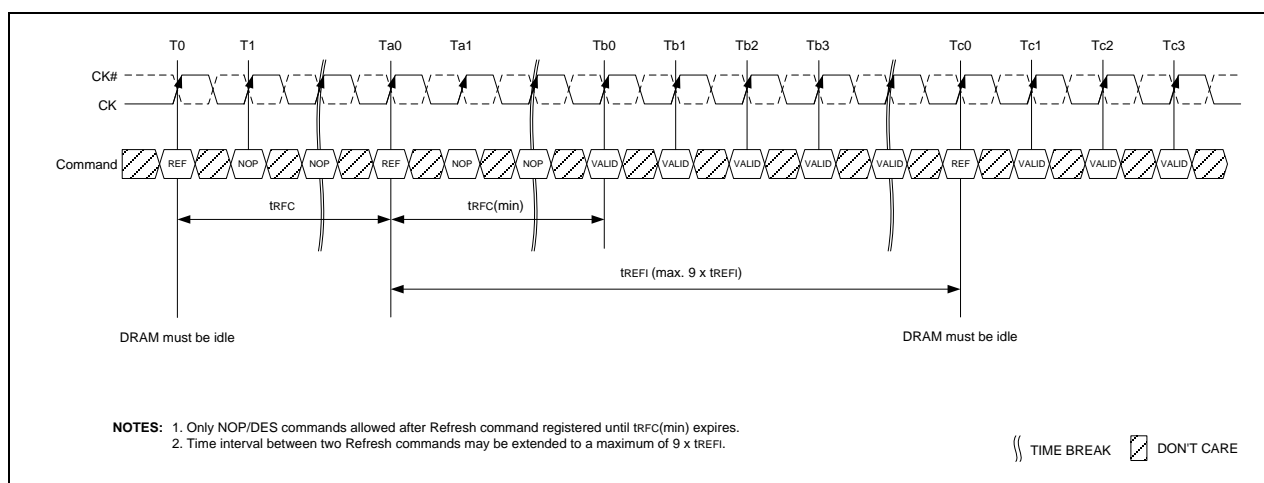 T0 T1 Ta0 Ta1 Tb0 Tb1 Tb2 Tb3 Tc0 Tc1 Tc2 Tc3
CK#
CK
Command REF NOP NOP REF NOP NOP VALID VALID VALID VALID VALID REF VALID VALID VALID
tRFC tRFC(min)
tREFI (max. 9 x tREFI)
DRAM must be idle DRAM must be idle
NOTES: 1. Only NOP/DES commands allowed after Refresh command registered until tRFC(min) expires.
2. Time interval between two Refresh commands may be extended to a maximum of 9 x tREFI.
TIME BREAK DON'T CARE